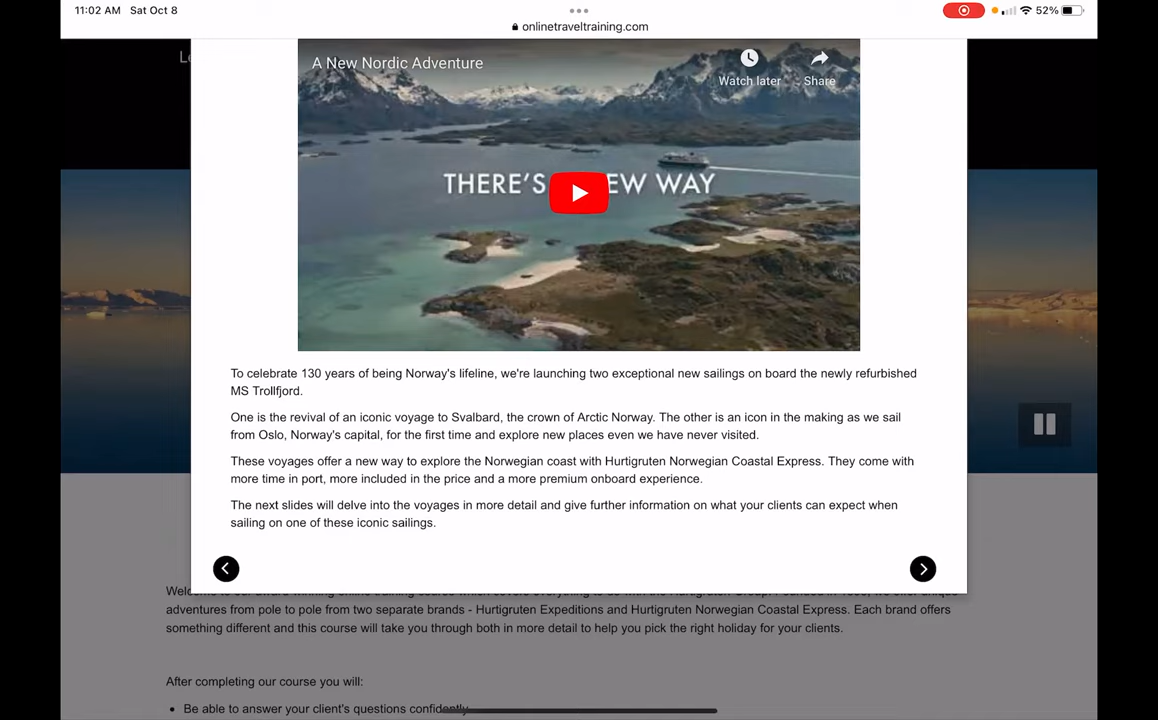 11:02 AM Sat Oct 8
52%
onlinetraveltraining.com
A New Nordic Adventure
Watch later
Share
THERE'S EW WAY
To celebrate 130 years of being Norway's lifeline, we're launching two exceptional new sailings on board the newly refurbished
MS Trollfjord.
One is the revival of an iconic voyage to Svalbard, the crown of Arctic Norway. The other is an icon in the making as we sail
from Oslo, Norway's capital, for the first time and explore new places even we have never visited.
These voyages offer a new way to explore the Norwegian coast with Hurtigruten Norwegian Coastal Express. They come with
more time in port, more included in the price and a more premium onboard experience.
The next slides will delve into the voyages in more detail and give further information on what your clients can expect when
sailing on one of these iconic sailings.
adventures from pole to pole from two separate brands - Hurtigruten Expeditions and Hurtigruten Norwegian Coastal Express. Each brand offers
something different and this course will take you through both in more detail to help you pick the right holiday for your clients.
After completing our course you will:
• Be able to answer your client's questions confidently